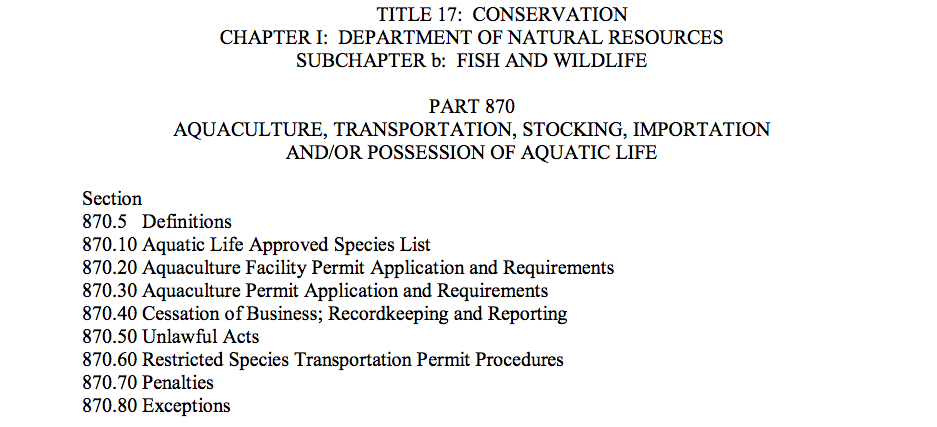 TITLE 17: CONSERVATION
CHAPTER I: DEPARTMENT OF NATURAL RESOURCES
SUBCHAPTER b: FISH AND WILDLIFE
PART 870
AQUACULTURE, TRANSPORTATION, STOCKING, IMPORTATION
AND/OR POSSESSION OF AQUATIC LIFE
Section
870.5 Definitions
870.10 Aquatic Life Approved Species List
870.20 Aquaculture Facility Permit Application and Requirements
870.30 Aquaculture Permit Application and Requirements
870.40 Cessation of Business; Recordkeeping and Reporting
870.50 Unlawful Acts
870.60 Restricted Species Transportation Permit Procedures
870.70 Penalties
870.80 Exceptions